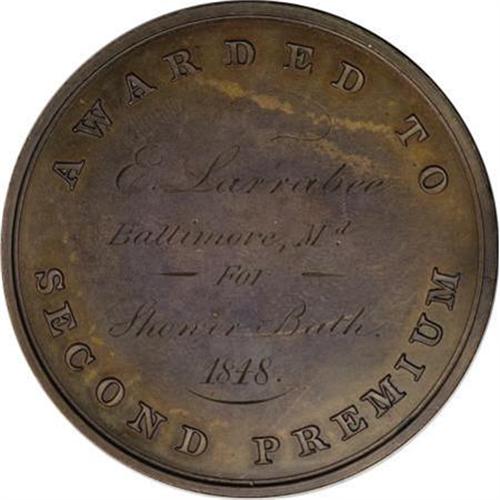 AWARDED TO
E. Larrabee
Baltimore, Md
— For —
Shower Bath.
1848.
SECOND PREMIUM